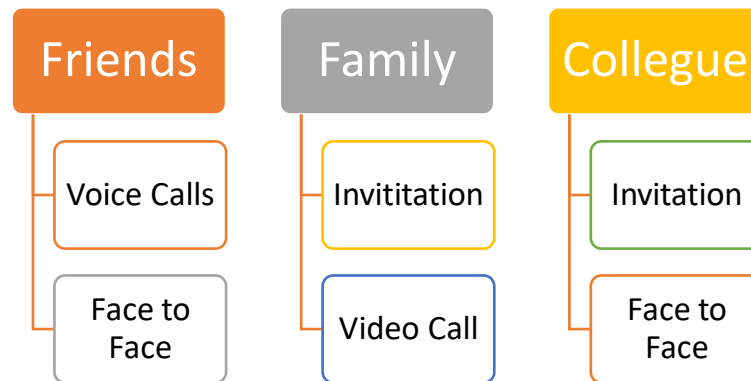 Friends
Voice Calls
Face to
Face
Family
Invititation
Video Call
Collegue
Invitation
Face to
Face